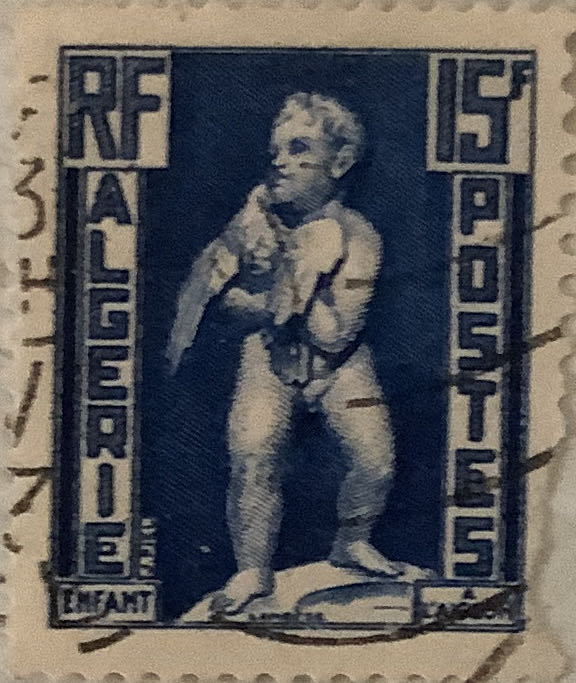 RF
15F
ALGERIE
POSTES
ENFANT
A